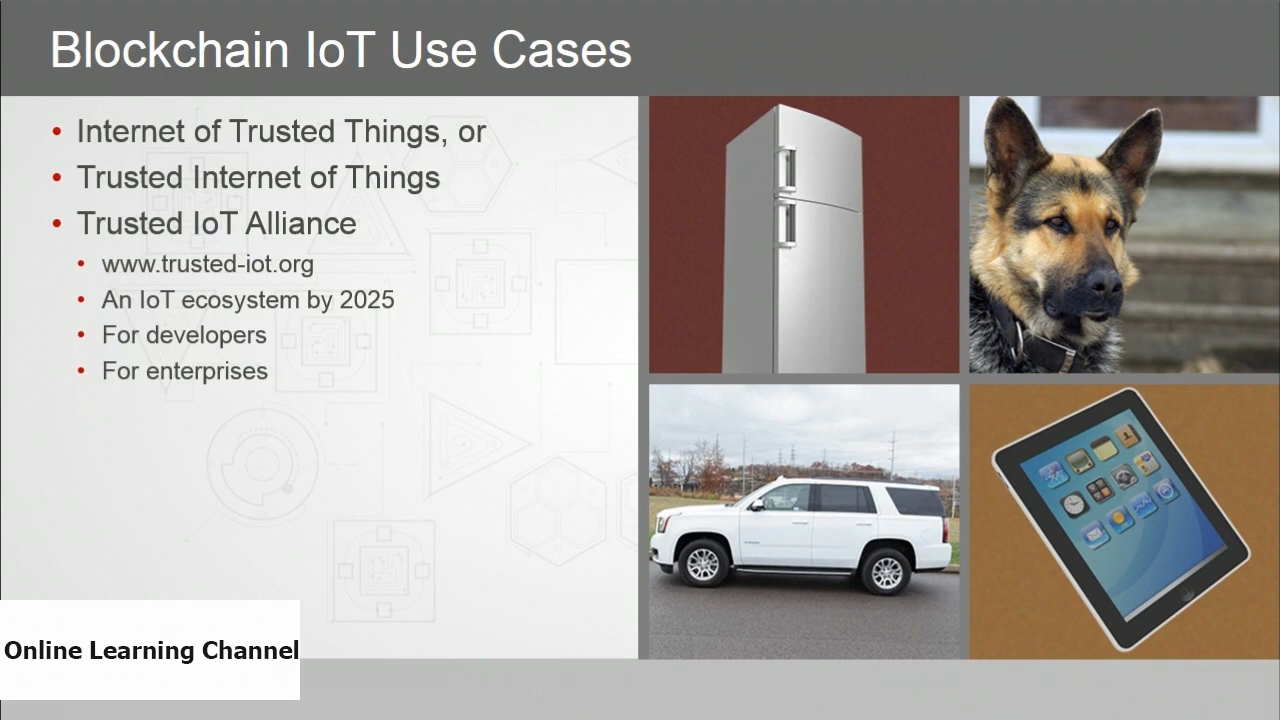 Blockchain IoT Use Cases
• Internet of Trusted Things, or
• Trusted Internet of Things
• Trusted IoT Alliance
• www.trusted-iot.org
• An IoT ecosystem by 2025
• For developers
• For enterprises
Online Learning Channel